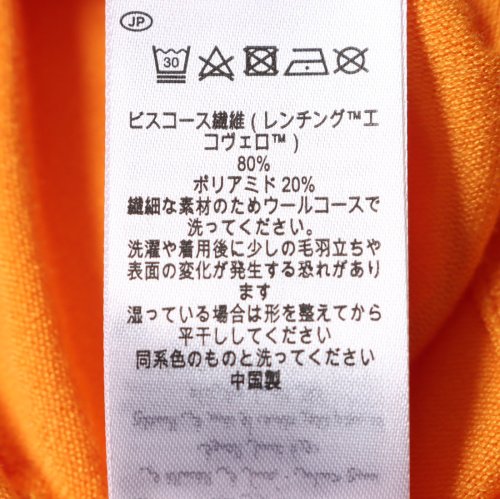 JP
30
ビスコース繊維 ( レンチング™エ
コヴェロ™ )
80%
ポリアミド 20%
繊細な素材のためウールコースで
洗ってください。
洗濯や着用後に少しの毛羽立ちや
表面の変化が発生する恐れがあり
ます
湿っている場合は形を整えてから
平干ししてください
同系色のものと洗ってください
中国製